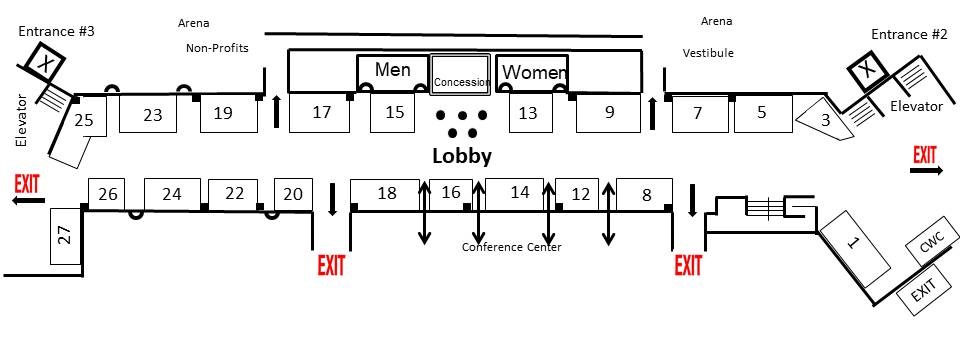 Arena
Arena
Entrance #3
Entrance #2
Non-Profits
Vestibule
X
X
Men
Concession
Women
Elevator
Elevator
25
23
19
17
15
13
9
7
5
3
Lobby
EXIT
EXIT
26
24
22
20
18
16
14
12
8
27
1
CWC
Conference Center
EXIT
EXIT
EXIT